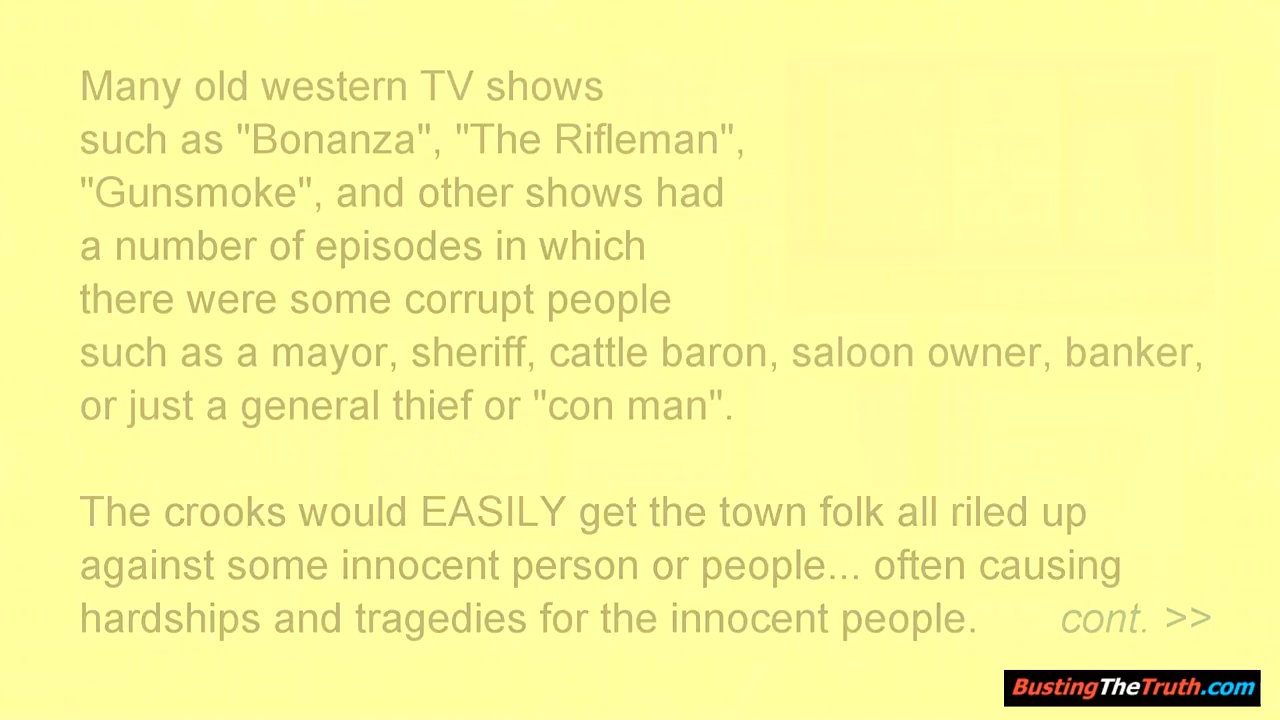 Many old western TV shows
such as "Bonanza", "The Rifleman",
"Gunsmoke", and other shows had
a number of episodes in which
there were some corrupt people
such as a mayor, sheriff, cattle baron, saloon owner, banker,
or just a general thief or "con man".
The crooks would EASILY get the town folk all riled up
against some innocent person or people... often causing
hardships and tragedies for the innocent people. cont. >>
BustingTheTruth.com